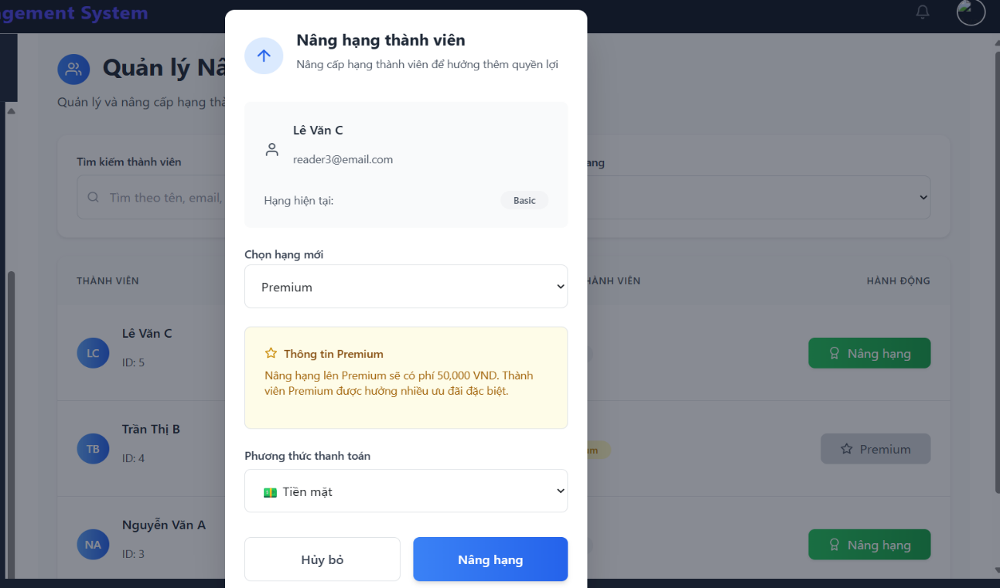 gement System
Nâng hạng thành viên
Nâng cấp hạng thành viên để hưởng thêm quyền lợi
Quản lý Nâ
Quản lý và nâng cấp hạng thà
Lê Văn C
reader3@email.com
Hạng hiện tại:
Basic
Tìm kiếm thành viên
ang
Tìm theo tên, email,
Chọn hạng mới
Premium
THÀNH VIÊN
HÀNH VIÊN
HÀNH ĐỘNG
Thông tin Premium
Nâng hạng lên Premium sẽ có phí 50,000 VND. Thành
viên Premium được hưởng nhiều ưu đãi đặc biệt.
LC
Lê Văn C
ID: 5
Nâng hạng
TB
Trần Thị B
ID: 4
um
Premium
Phương thức thanh toán
Tiền mặt
NA
Nguyễn Văn A
ID: 3
Nâng hạng
Hủy bỏ
Nâng hạng